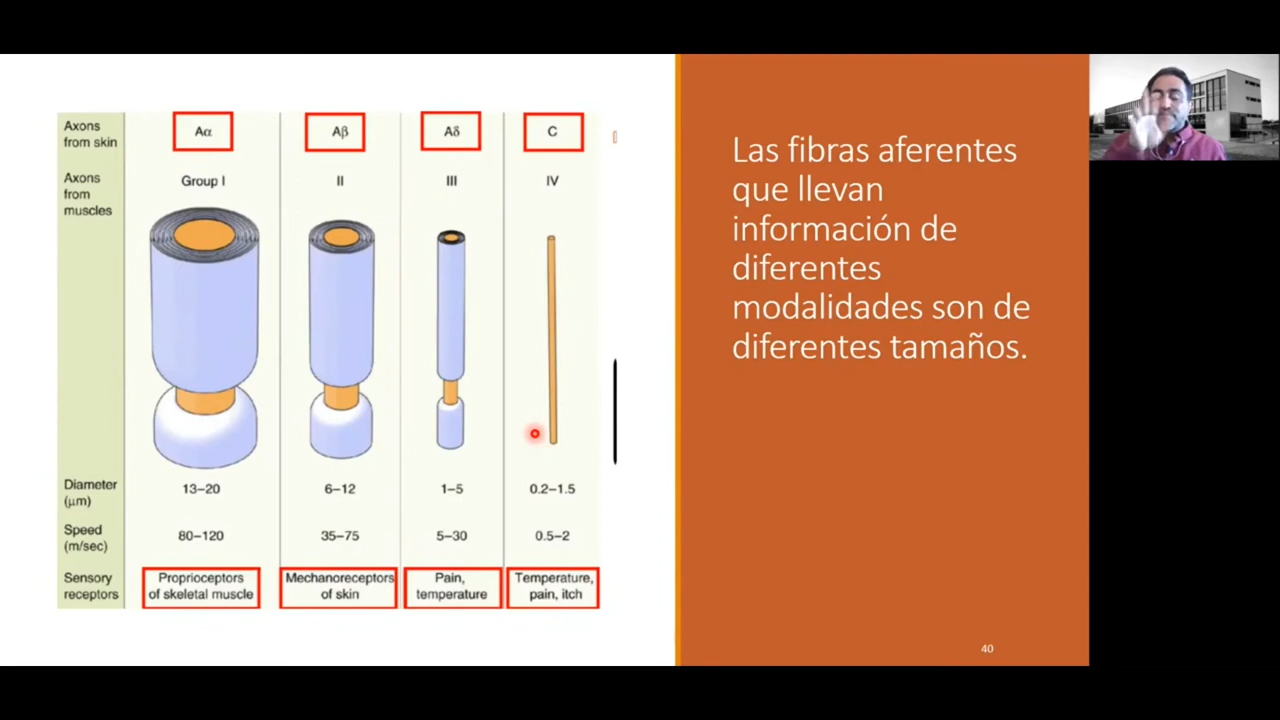 Axons
from skin
Aα
Aβ
Aδ
C
Axons
from
muscles
Group I
II
III
IV
Diameter
(μm)
13–20
6–12
1–5
0.2–1.5
Speed
(m/sec)
80–120
35–75
5–30
0.5–2
Sensory
receptors
Proprioceptors
of skeletal muscle
Mechanoreceptors
of skin
Pain,
temperature
Temperature,
pain, itch
Las fibras aferentes
que llevan
información de
diferentes
modalidades son de
diferentes tamaños.
40